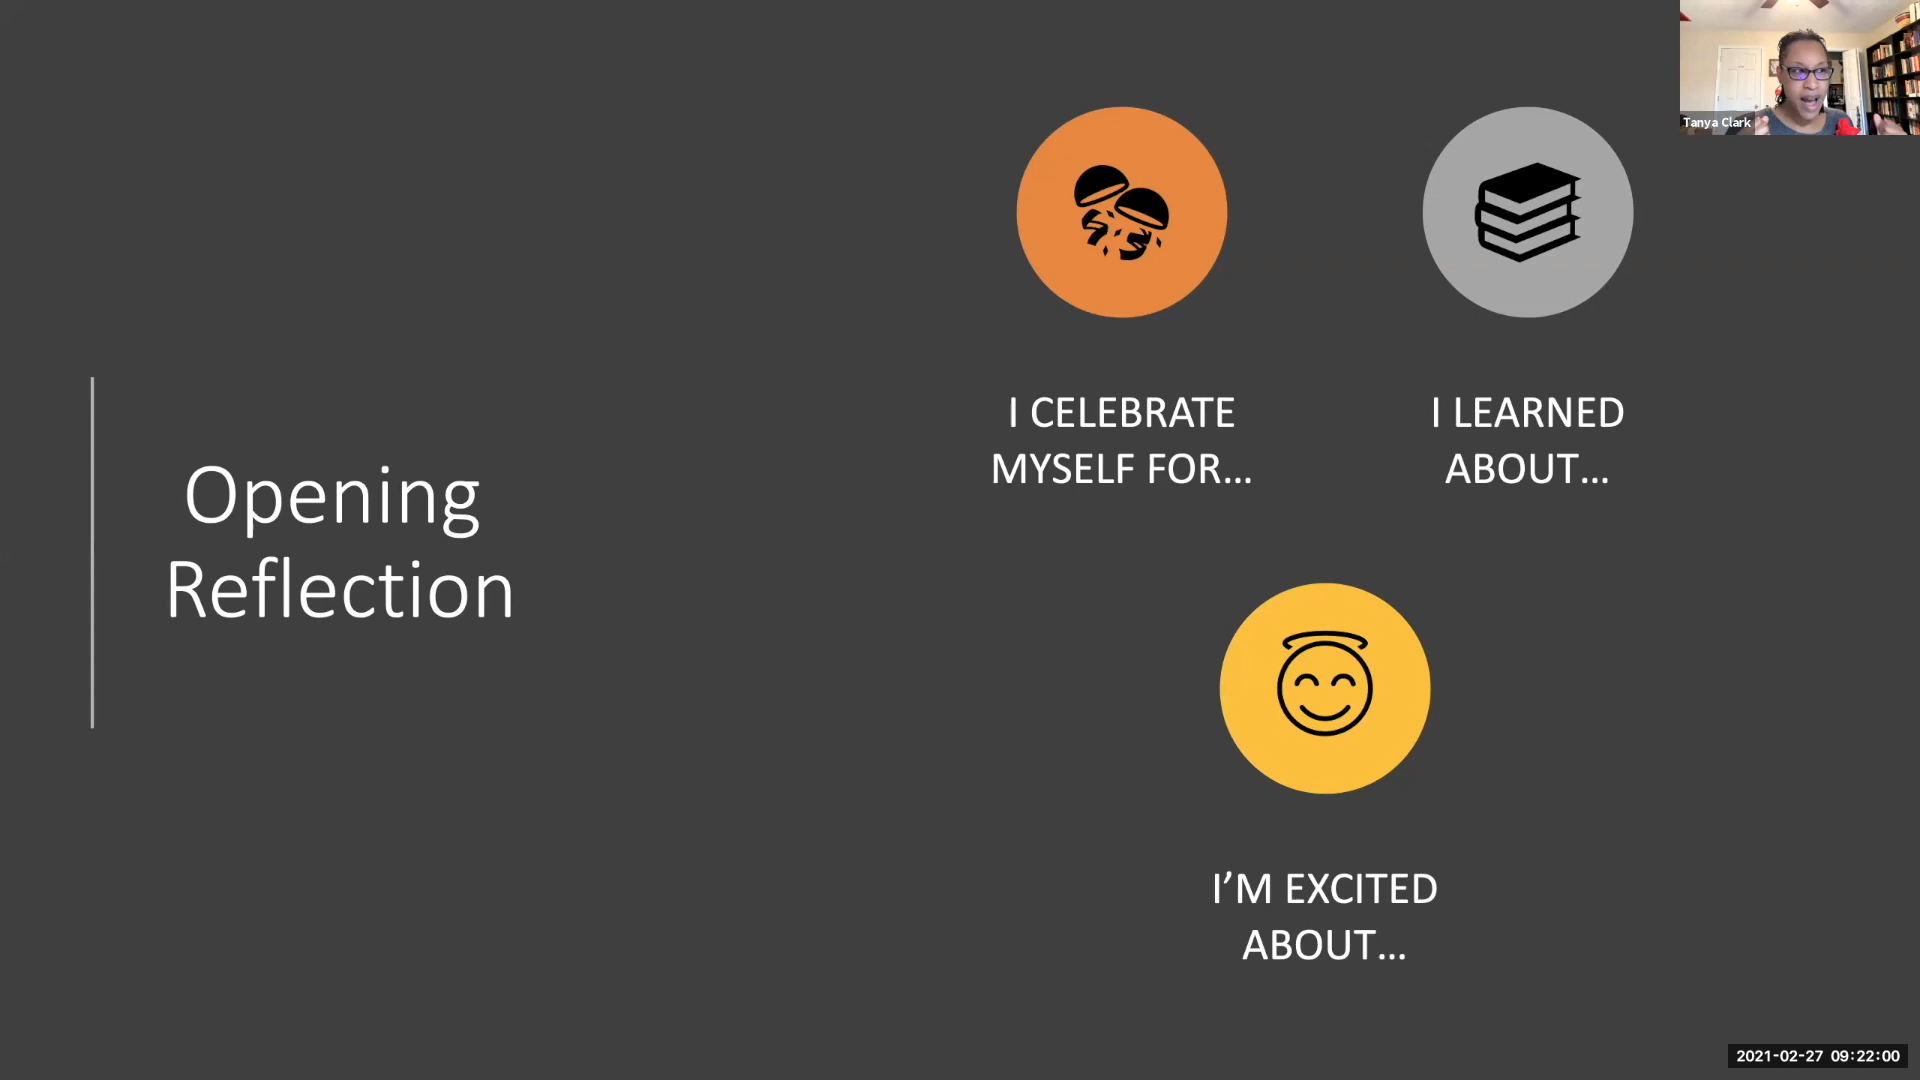 Opening
Reflection
I CELEBRATE
MYSELF FOR...
I LEARNED
ABOUT...
I’M EXCITED
ABOUT...
Tanya Clark
2021-02-27 09:22:00